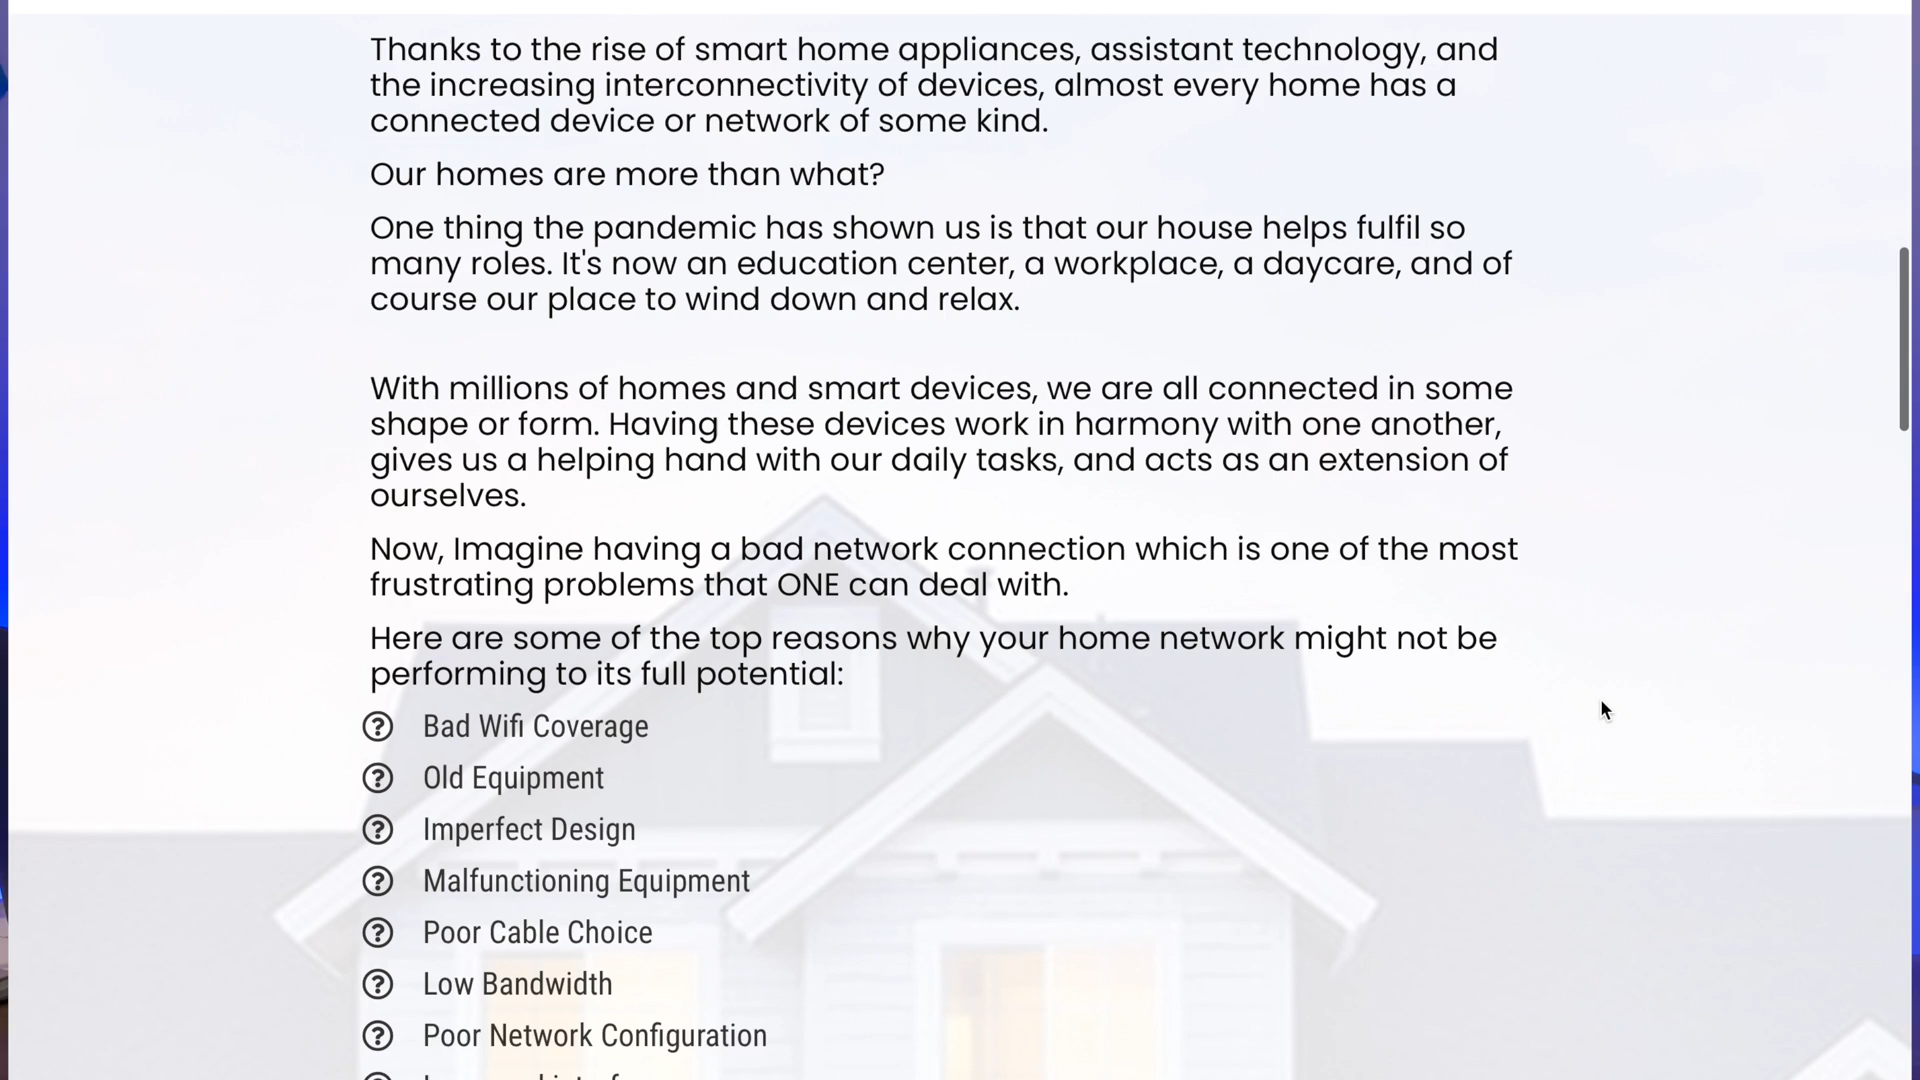 Thanks to the rise of smart home appliances, assistant technology, and
the increasing interconnectivity of devices, almost every home has a
connected device or network of some kind.
Our homes are more than what?
One thing the pandemic has shown us is that our house helps fulfil so
many roles. It's now an education center, a workplace, a daycare, and of
course our place to wind down and relax.
With millions of homes and smart devices, we are all connected in some
shape or form. Having these devices work in harmony with one another,
gives us a helping hand with our daily tasks, and acts as an extension of
ourselves.
Now, Imagine having a bad network connection which is one of the most
frustrating problems that ONE can deal with.
Here are some of the top reasons why your home network might not be
performing to its full potential:
Bad Wifi Coverage
Old Equipment
Imperfect Design
Malfunctioning Equipment
Poor Cable Choice
Low Bandwidth
Poor Network Configuration